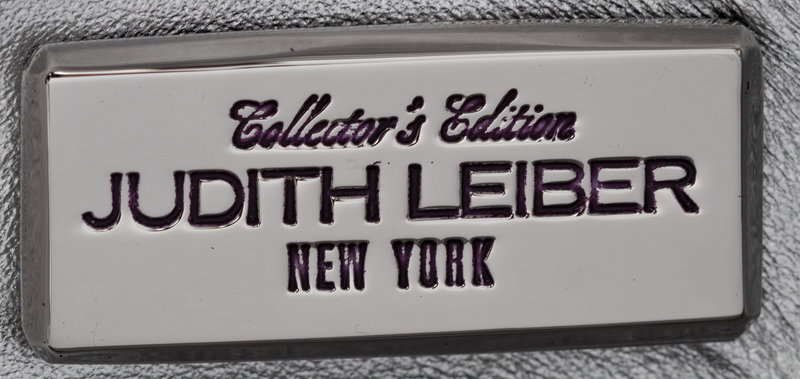 Collector's Edition
JUDITH LEIBER
NEW YORK